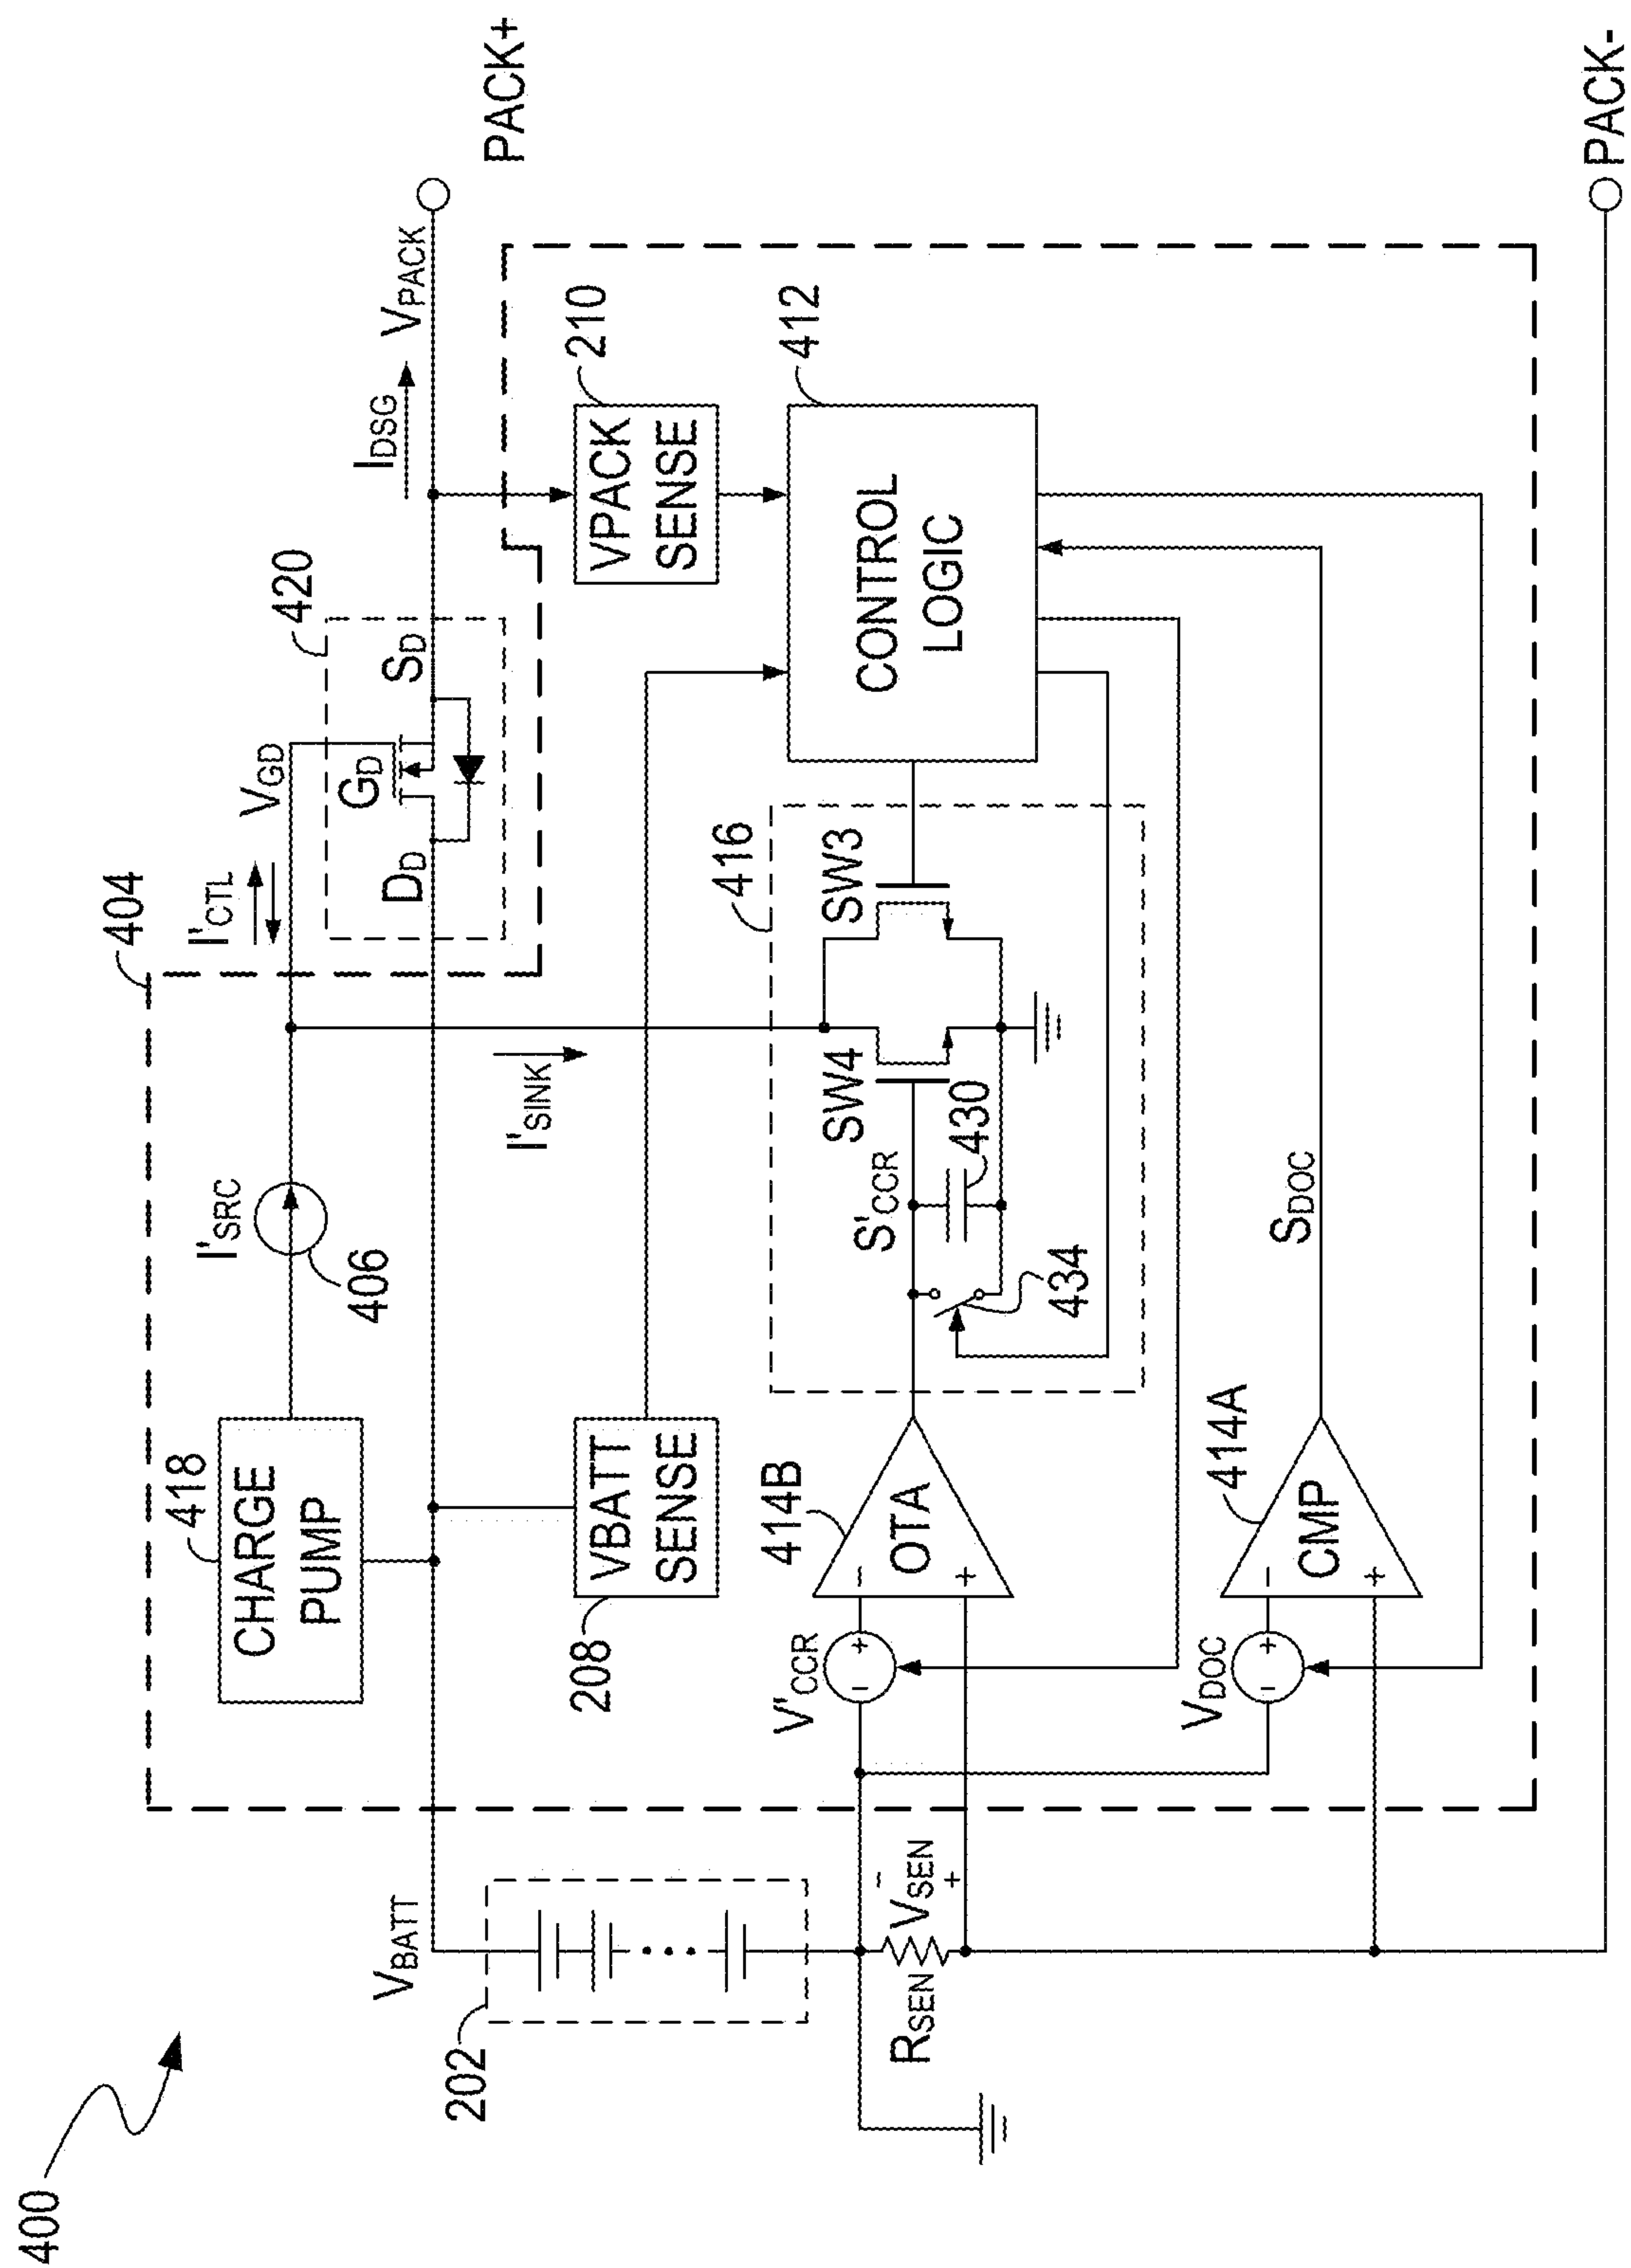 400
404
418
CHARGE
PUMP
I'SRC
406
I'CTL
VGD
420
GD
DD
SD
IDSG
VPACK
PACK+
VBATT
202
I'SINK
VBATT
SENSE
208
VPACK
SENSE
210
416
SW4
SW3
S'CCR
430
434
CONTROL
LOGIC
412
414B
OTA
-
+
V"CCR
- +
RSEN
-
VSEN
+
414A
CMP
-
+
VDOC
- +
SDOC
PACK-